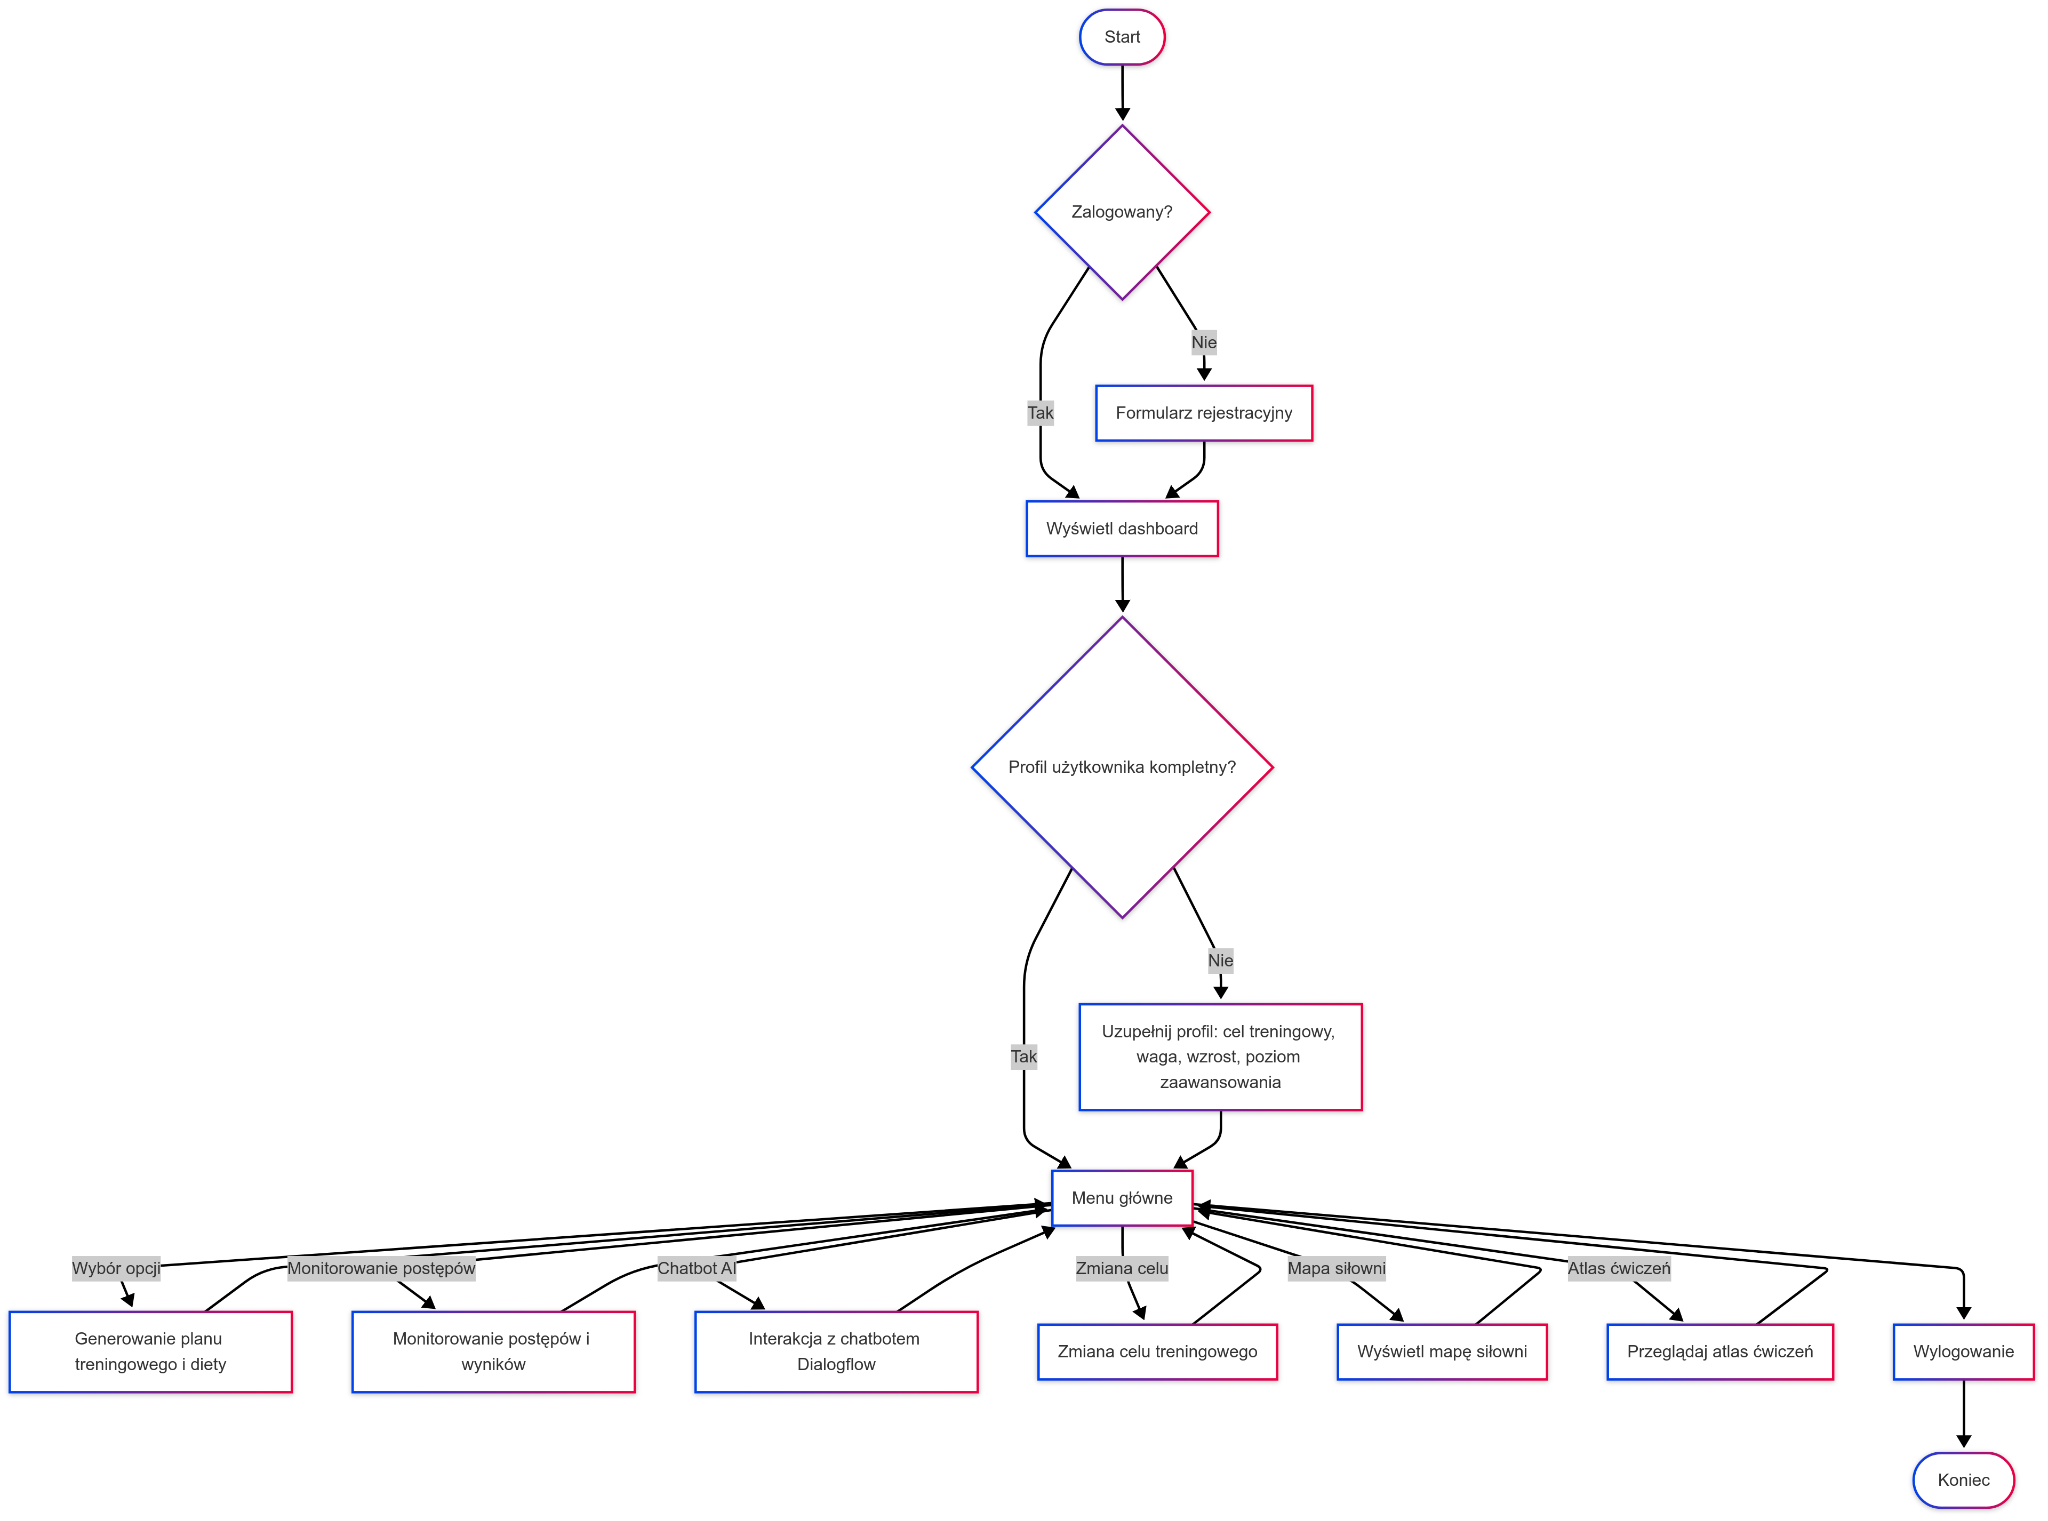 Start
Zalogowany?
Nie
Tak
Formularz rejestracyjny
Wyświetl dashboard
Profil użytkownika kompletny?
Nie
Tak
Uzupełnij profil: cel treningowy,
waga, wzrost, poziom
zaawansowania
Menu główne
Wybór opcji
Monitorowanie postępów
Chatbot AI
Zmiana celu
Mapa siłowni
Atlas ćwiczeń
Generowanie planu
treningowego i diety
Monitorowanie postępów i
wyników
Interakcja z chatbotem
Dialogflow
Zmiana celu treningowego
Wyświetl mapę siłowni
Przeglądaj atlas ćwiczeń
Wylogowanie
Koniec